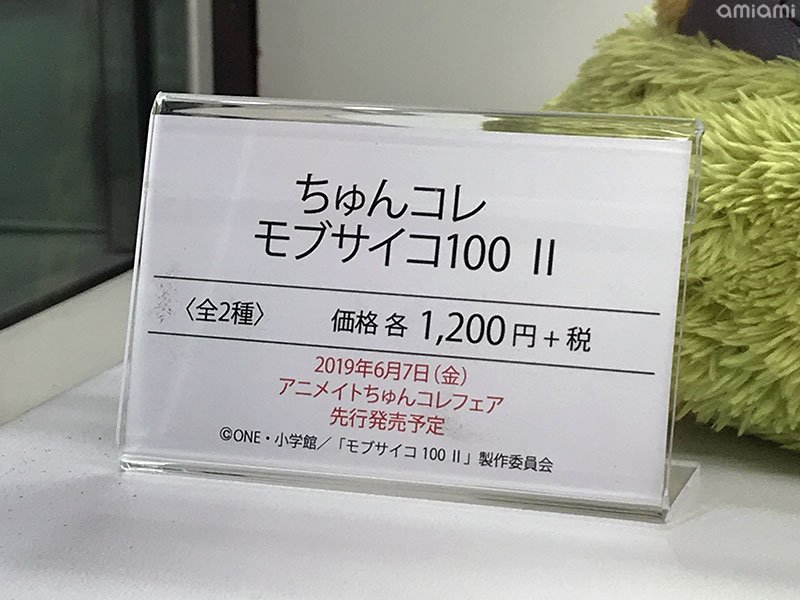 amiami
ちゅんコレ
モブサイコ100 Ⅱ
〈全2種〉 価格 各 1,200円+税
2019年6月7日(金)
アニメイトちゅんコレフェア
先行発売予定
©ONE・小学館/「モブサイコ 100 Ⅱ」製作委員会